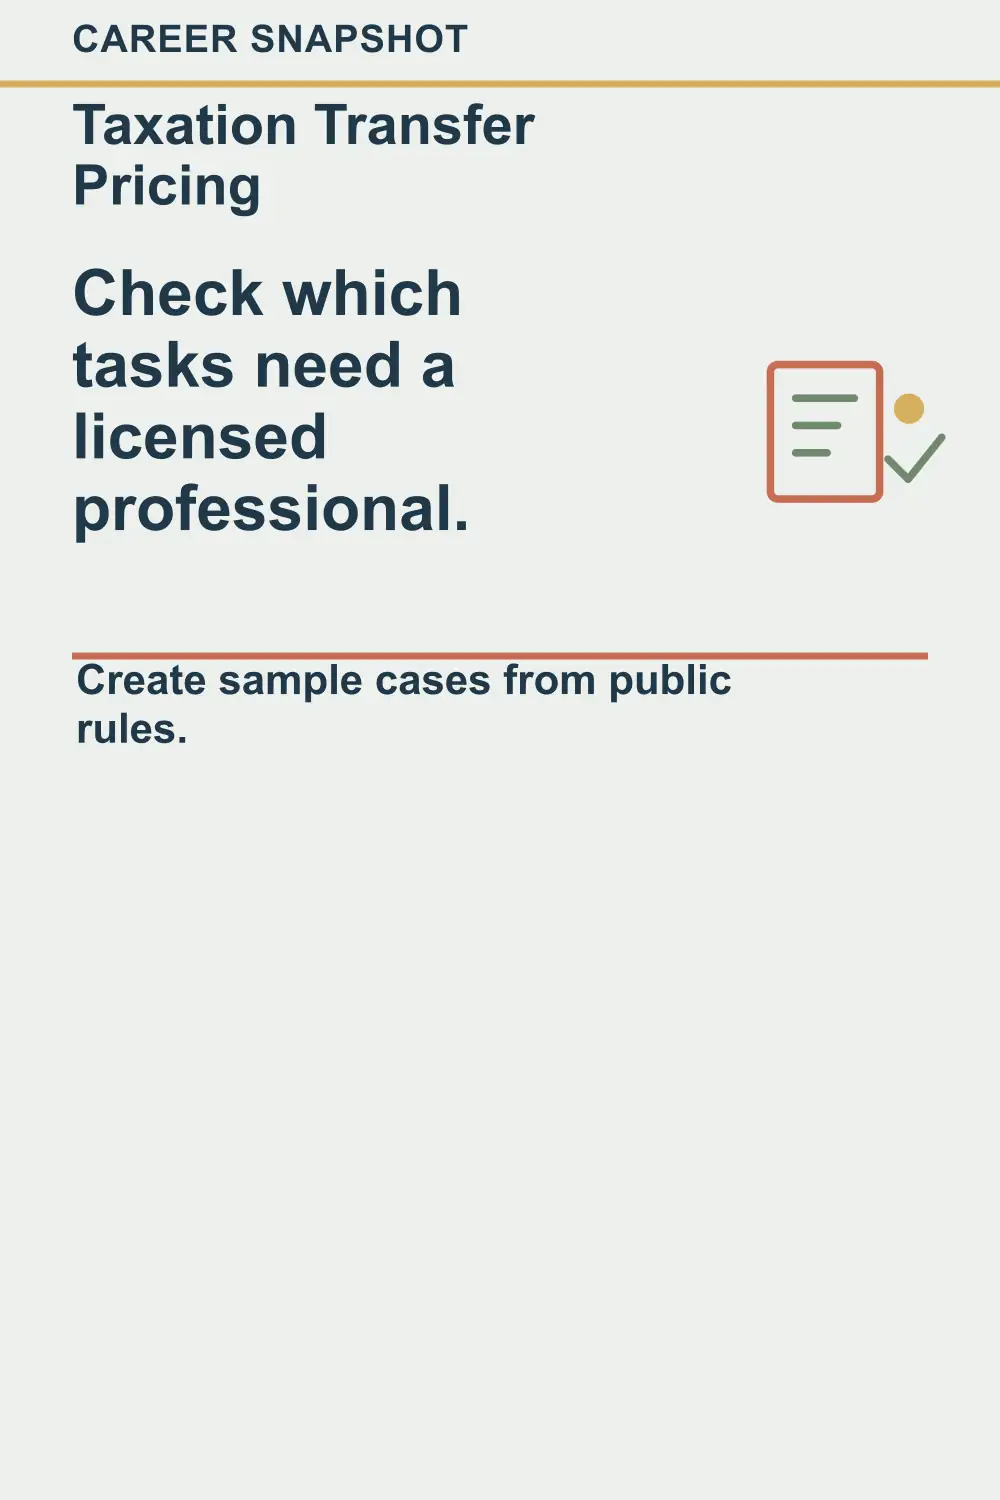 CAREER SNAPSHOT
Taxation Transfer
Pricing
Check which
tasks need a
licensed
professional.
Create sample cases from public
rules.